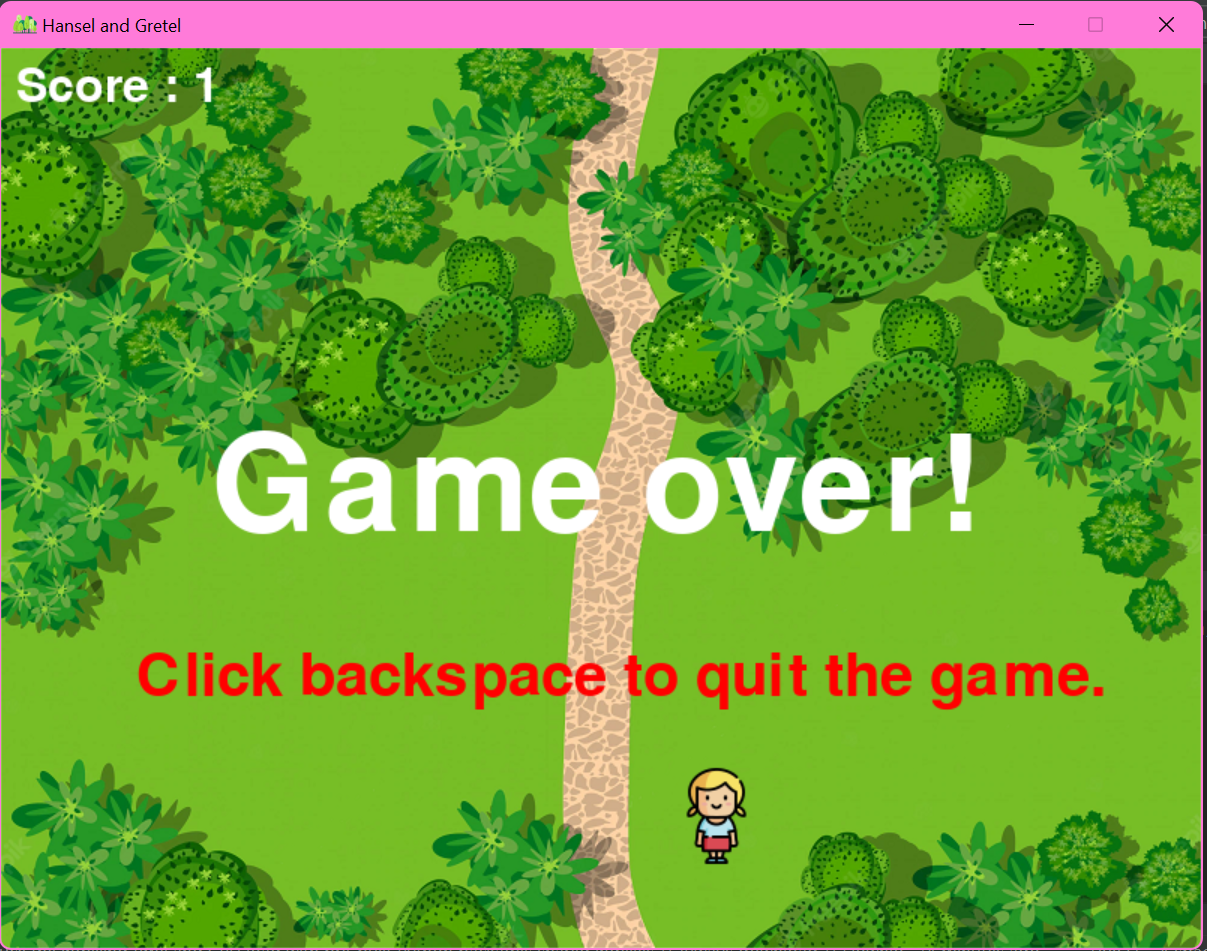 Hansel and Gretel
Score : 1
Game over!
Click backspace to quit the game.